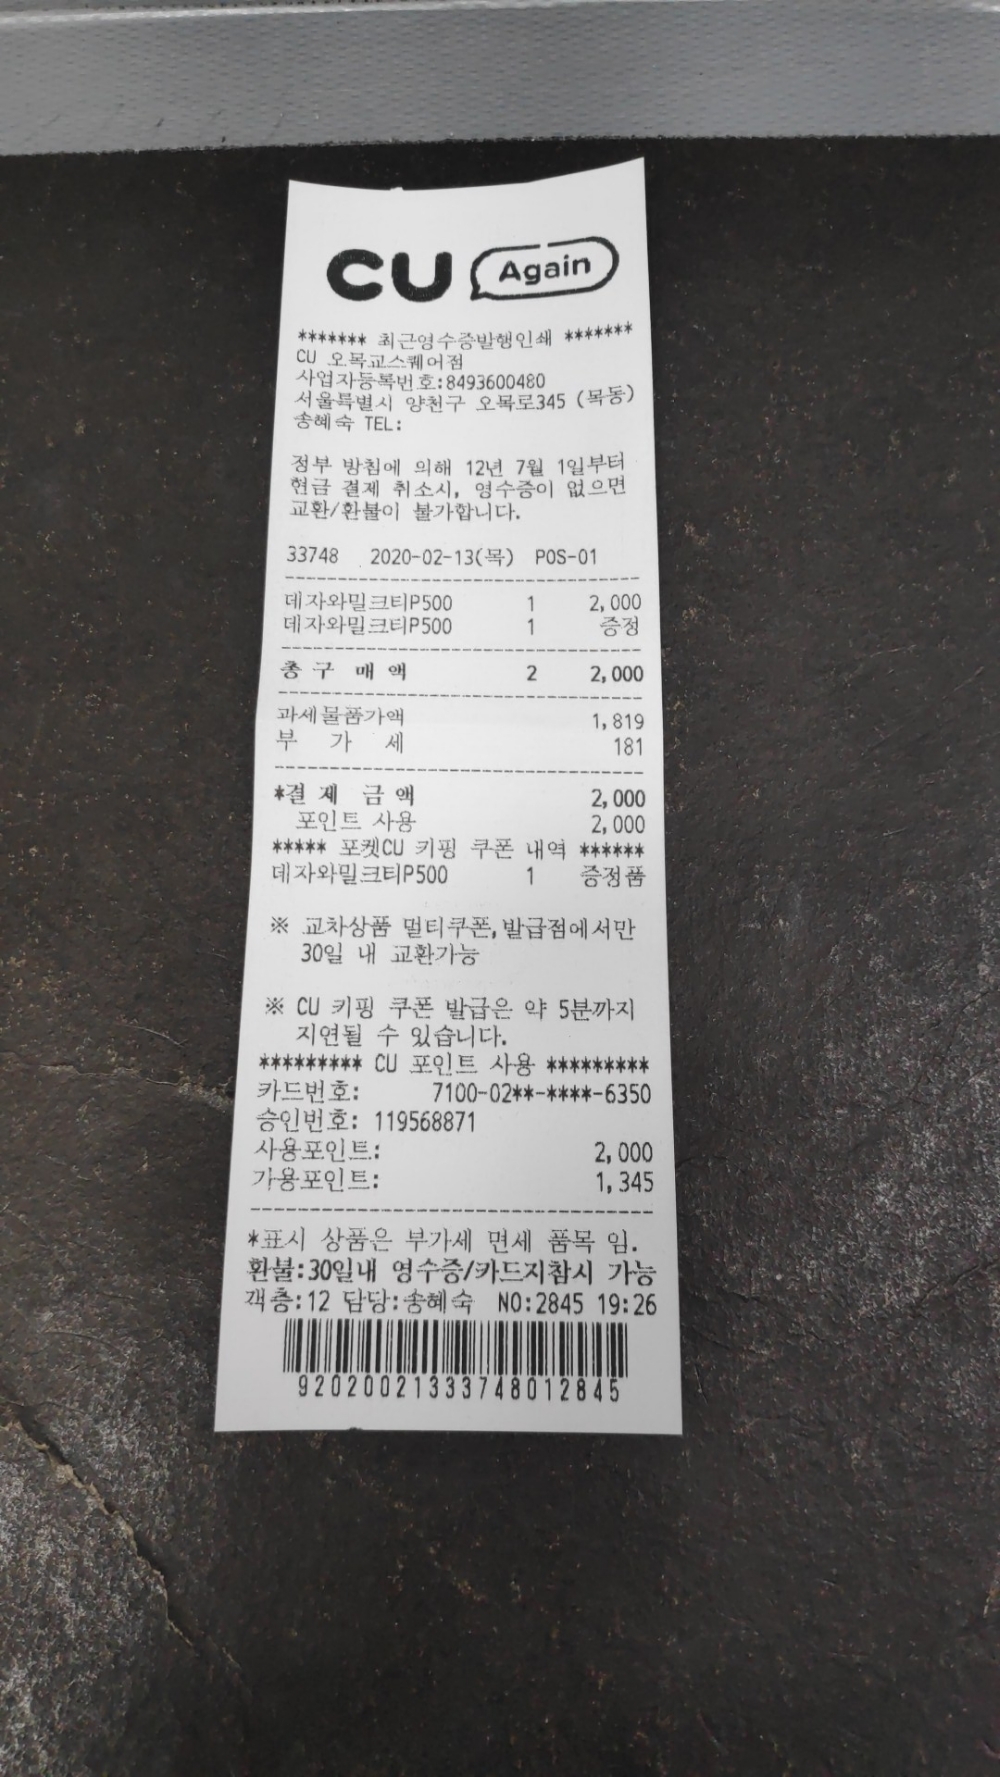 CU Again
******* 최근영수증발행인쇄 *******
CU 오목교스퀘어점
사업자등록번호:8493600480
서울특별시 양천구 오목로345 (목동)
송혜숙 TEL:
정부 방침에 의해 12년 7월 1일부터
현금 결제 취소시, 영수증이 없으면
교환/환불이 불가합니다.
33748 2020-02-13(목) POS-01
데자와밀크티P500 1 2,000
데자와밀크티P500 1 증정
총 구 매 액 2 2,000
과세물품가액 1,819
부 가 세 181
*결 제 금 액 2,000
포인트 사용 2,000
***** 포켓CU 키핑 쿠폰 내역 ******
데자와밀크티P500 1 증정품
※ 교차상품 멀티쿠폰,발급점에서만
30일 내 교환가능
※ CU 키핑 쿠폰 발급은 약 5분까지
지연될 수 있습니다.
********* CU 포인트 사용 *********
카드번호: 7100-02**-****-6350
승인번호: 119568871
사용포인트: 2,000
가용포인트: 1,345
*표시 상품은 부가세 면세 품목 임.
환불:30일내 영수증/카드지참시 가능
객층:12 담당:송혜숙 NO:2845 19:26
92020021333748012845